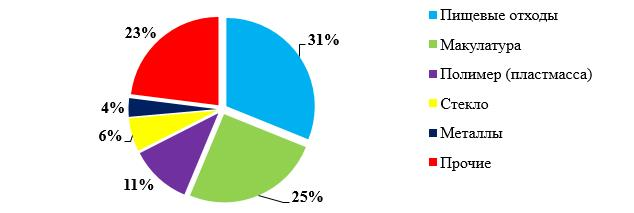 23%
31%
4%
6%
11%
25%
Пищевые отходы
Макулатура
Полимер (пластмасса)
Стекло
Металлы
Прочие